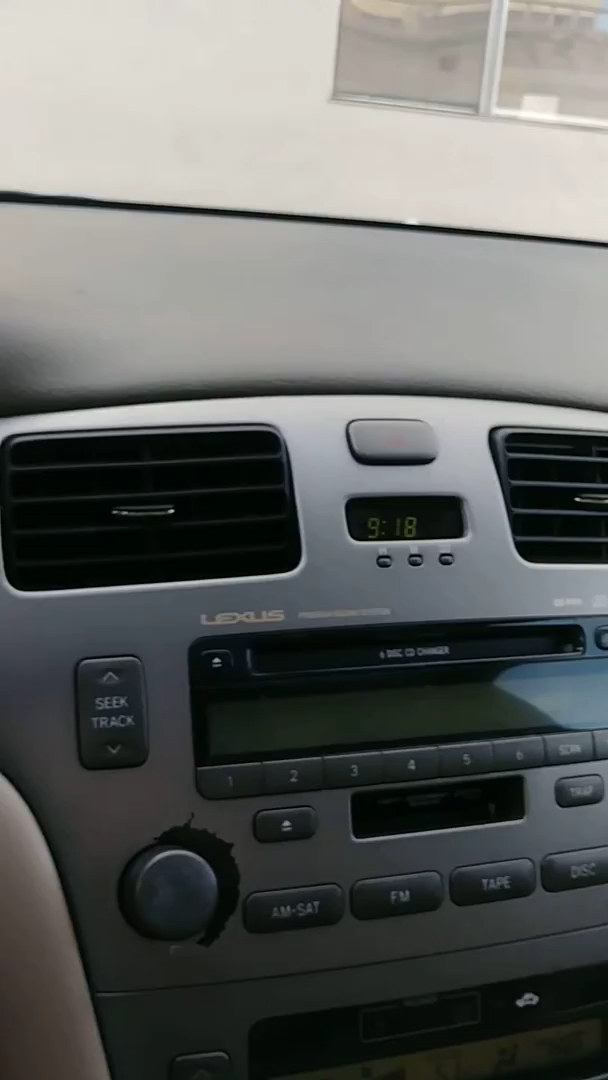 9:18
LEXUS
6 DISC CD CHANGER
SEEK
TRACK
1 2 3 4 5 6 SCAN
AM·SAT FM TAPE DISC